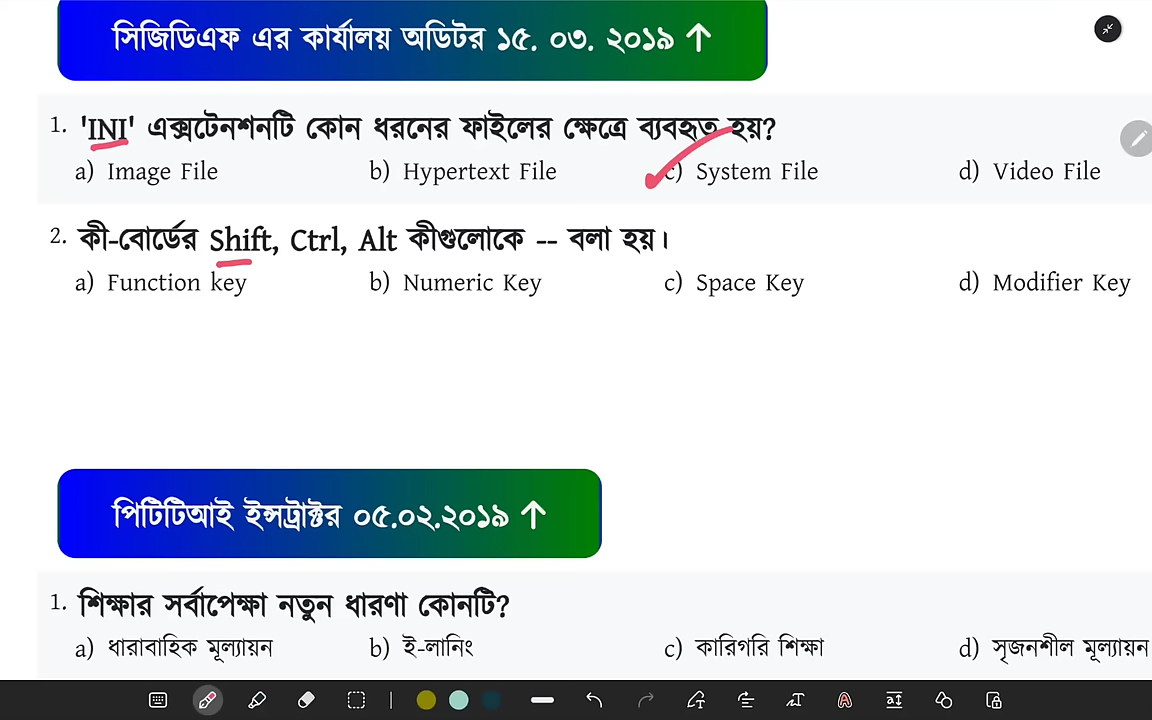 সিজিডিএফ এর কার্যালয় অডিটর ১৫. ০৩. ২০১৯ ↑
1. 'INI' এক্সটেনশনটি কোন ধরনের ফাইলের ক্ষেত্রে ব্যবহৃত হয়?
a) Image File b) Hypertext File c) System File d) Video File
2. কী-বোর্ডের Shift, Ctrl, Alt কীগুলোকে -- বলা হয়।
a) Function key b) Numeric Key c) Space Key d) Modifier Key
পিটিটিআই ইন্সট্রাক্টর ০৫.০২.২০১৯ ↑
1. শিক্ষার সর্বাপেক্ষা নতুন ধারণা কোনটি?
a) ধারাবাহিক মূল্যায়ন b) ই-লানিং c) কারিগরি শিক্ষা d) সৃজনশীল মূল্যায়ন